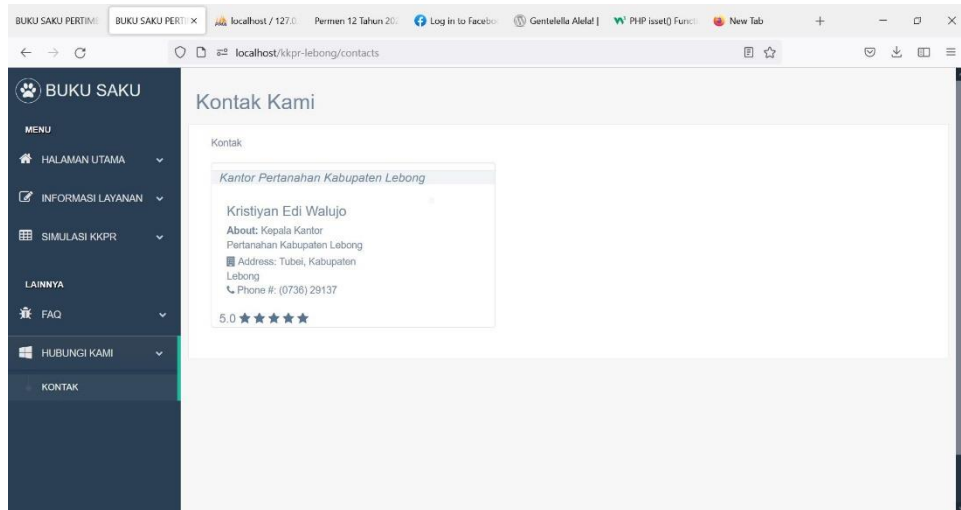 BUKU SAKU PERTIM
BUKU SAKU PERTI
localhost / 127.0
Permen 12 Tahun 20
Log in to Facebo
Gentelella Alela! |
PHP isset() Functi
New Tab
localhost/kkpr-lebong/contacts
BUKU SAKU
MENU
HALAMAN UTAMA
INFORMASI LAYANAN
SIMULASI KKPR
LAINNYA
FAQ
HUBUNGI KAMI
KONTAK
Kontak Kami
Kontak
Kantor Pertanahan Kabupaten Lebong
Kristiyan Edi Walujo
About: Kepala Kantor
Pertanahan Kabupaten Lebong
Address: Tubei, Kabupaten
Lebong
Phone #: (0736) 29137
5.0